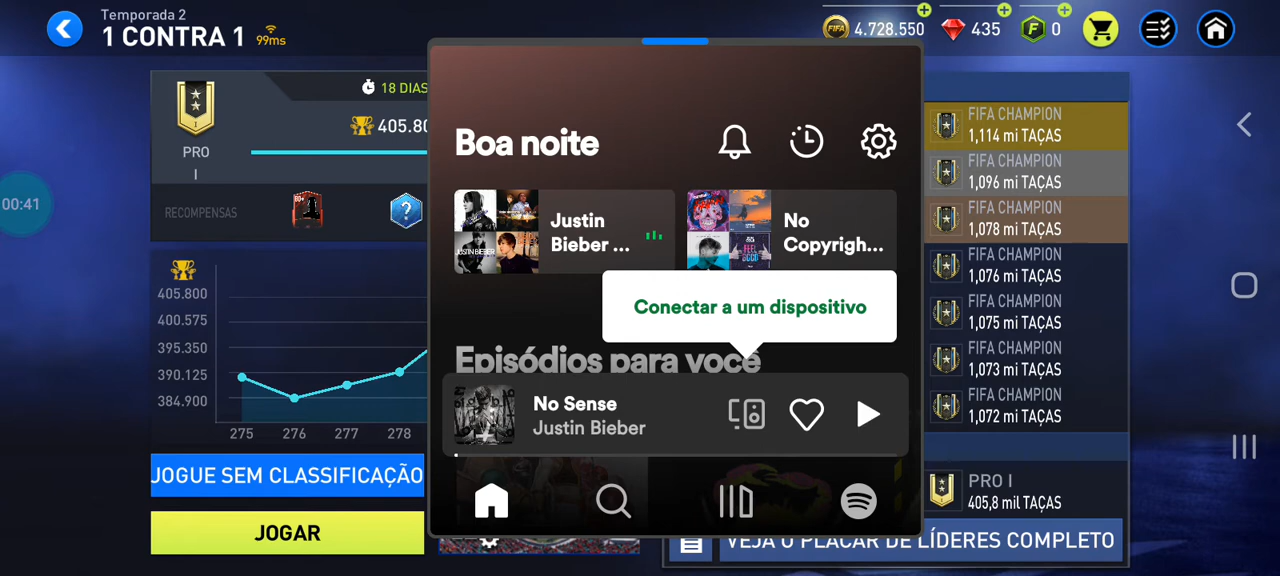 Temporada 2
1 CONTRA 1 99ms
4.728.550
435
0
18 DIAS
405.80
PRO
I
RECOMPENSAS
80+
00:41
405.800
400.575
395.350
390.125
384.900
275 276 277 278
JOGUE SEM CLASSIFICAÇÃO
JOGAR
Boa noite
Justin
Bieber ...
No
Copyrigh...
Conectar a um dispositivo
Episódios para você
No Sense
Justin Bieber
FIFA CHAMPION
1,114 mi TAÇAS
FIFA CHAMPION
1,096 mi TAÇAS
FIFA CHAMPION
1,078 mi TAÇAS
FIFA CHAMPION
1,076 mi TAÇAS
FIFA CHAMPION
1,075 mi TAÇAS
FIFA CHAMPION
1,073 mi TAÇAS
FIFA CHAMPION
1,072 mi TAÇAS
PRO I
405,8 mil TAÇAS
VEJA O PLACAR DE LÍDERES COMPLETO